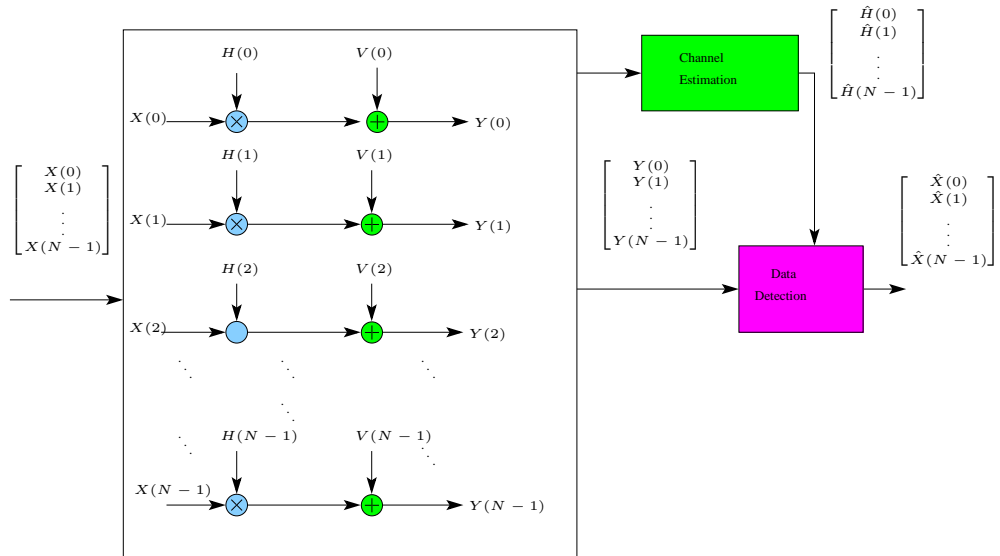 X(0)
X(1)
.
.
.
X(N − 1)
H(0)
V(0)
X(0)
×
+
Y(0)
H(1)
V(1)
X(1)
×
+
Y(1)
H(2)
V(2)
X(2)
+
Y(2)
H(N − 1)
V(N − 1)
X(N − 1)
×
+
Y(N − 1)
Channel
Estimation
Ĥ(0)
Ĥ(1)
.
.
.
Ĥ(N − 1)
Y(0)
Y(1)
.
.
.
Y(N − 1)
Data
Detection
X̂(0)
X̂(1)
.
.
.
X̂(N − 1)